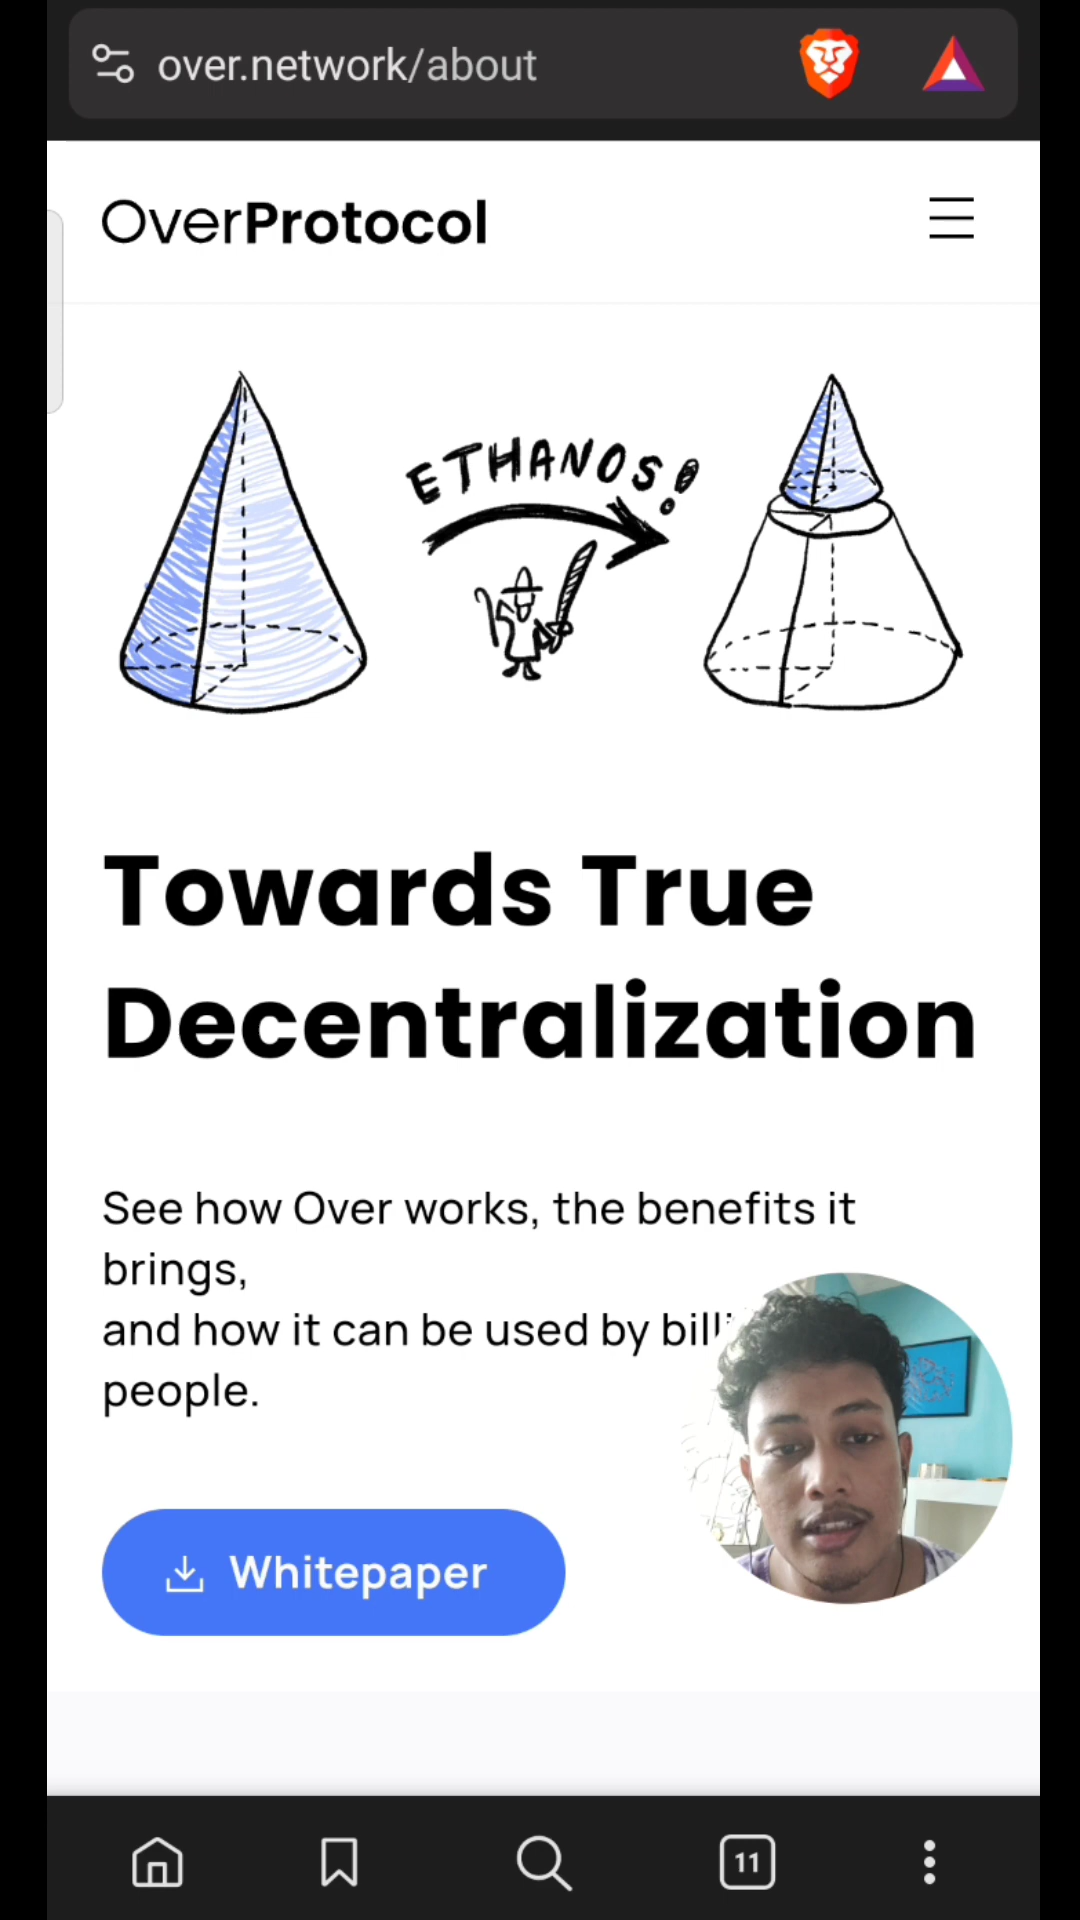 over.network/about
OverProtocol
ETHANOS!
Towards True
Decentralization
See how Over works, the benefits it
brings,
and how it can be used by billi
people.
Whitepaper
11